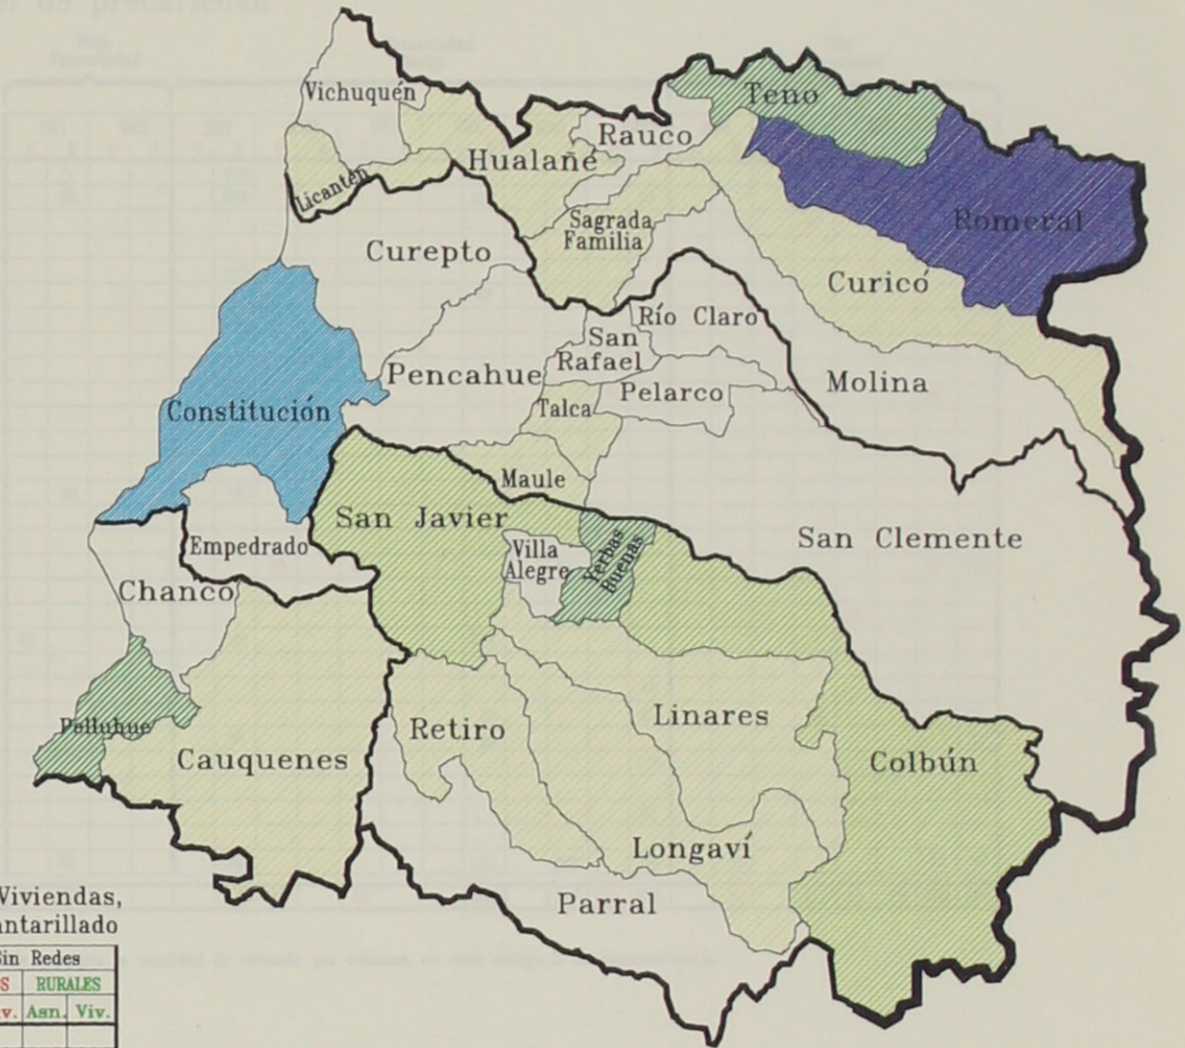 de precariedad
Vichuquén
Teno
Rauco
Hualañé
Licantén
Sagrada
Familia
Romeral
Curepto
Curicó
Río Claro
San
Rafael
Pencahue
Molina
Pelarco
Constitución
Talca
Maule
San Javier
San Clemente
Empedrado
Villa
Alegre
Yerbas
Buenas
Chanco
Pelluhue
Retiro
Linares
Cauquenes
Colbún
Longaví
Parral
Viviendas,
antarillado
Sin Redes
S RURALES
v. Asn. Viv.